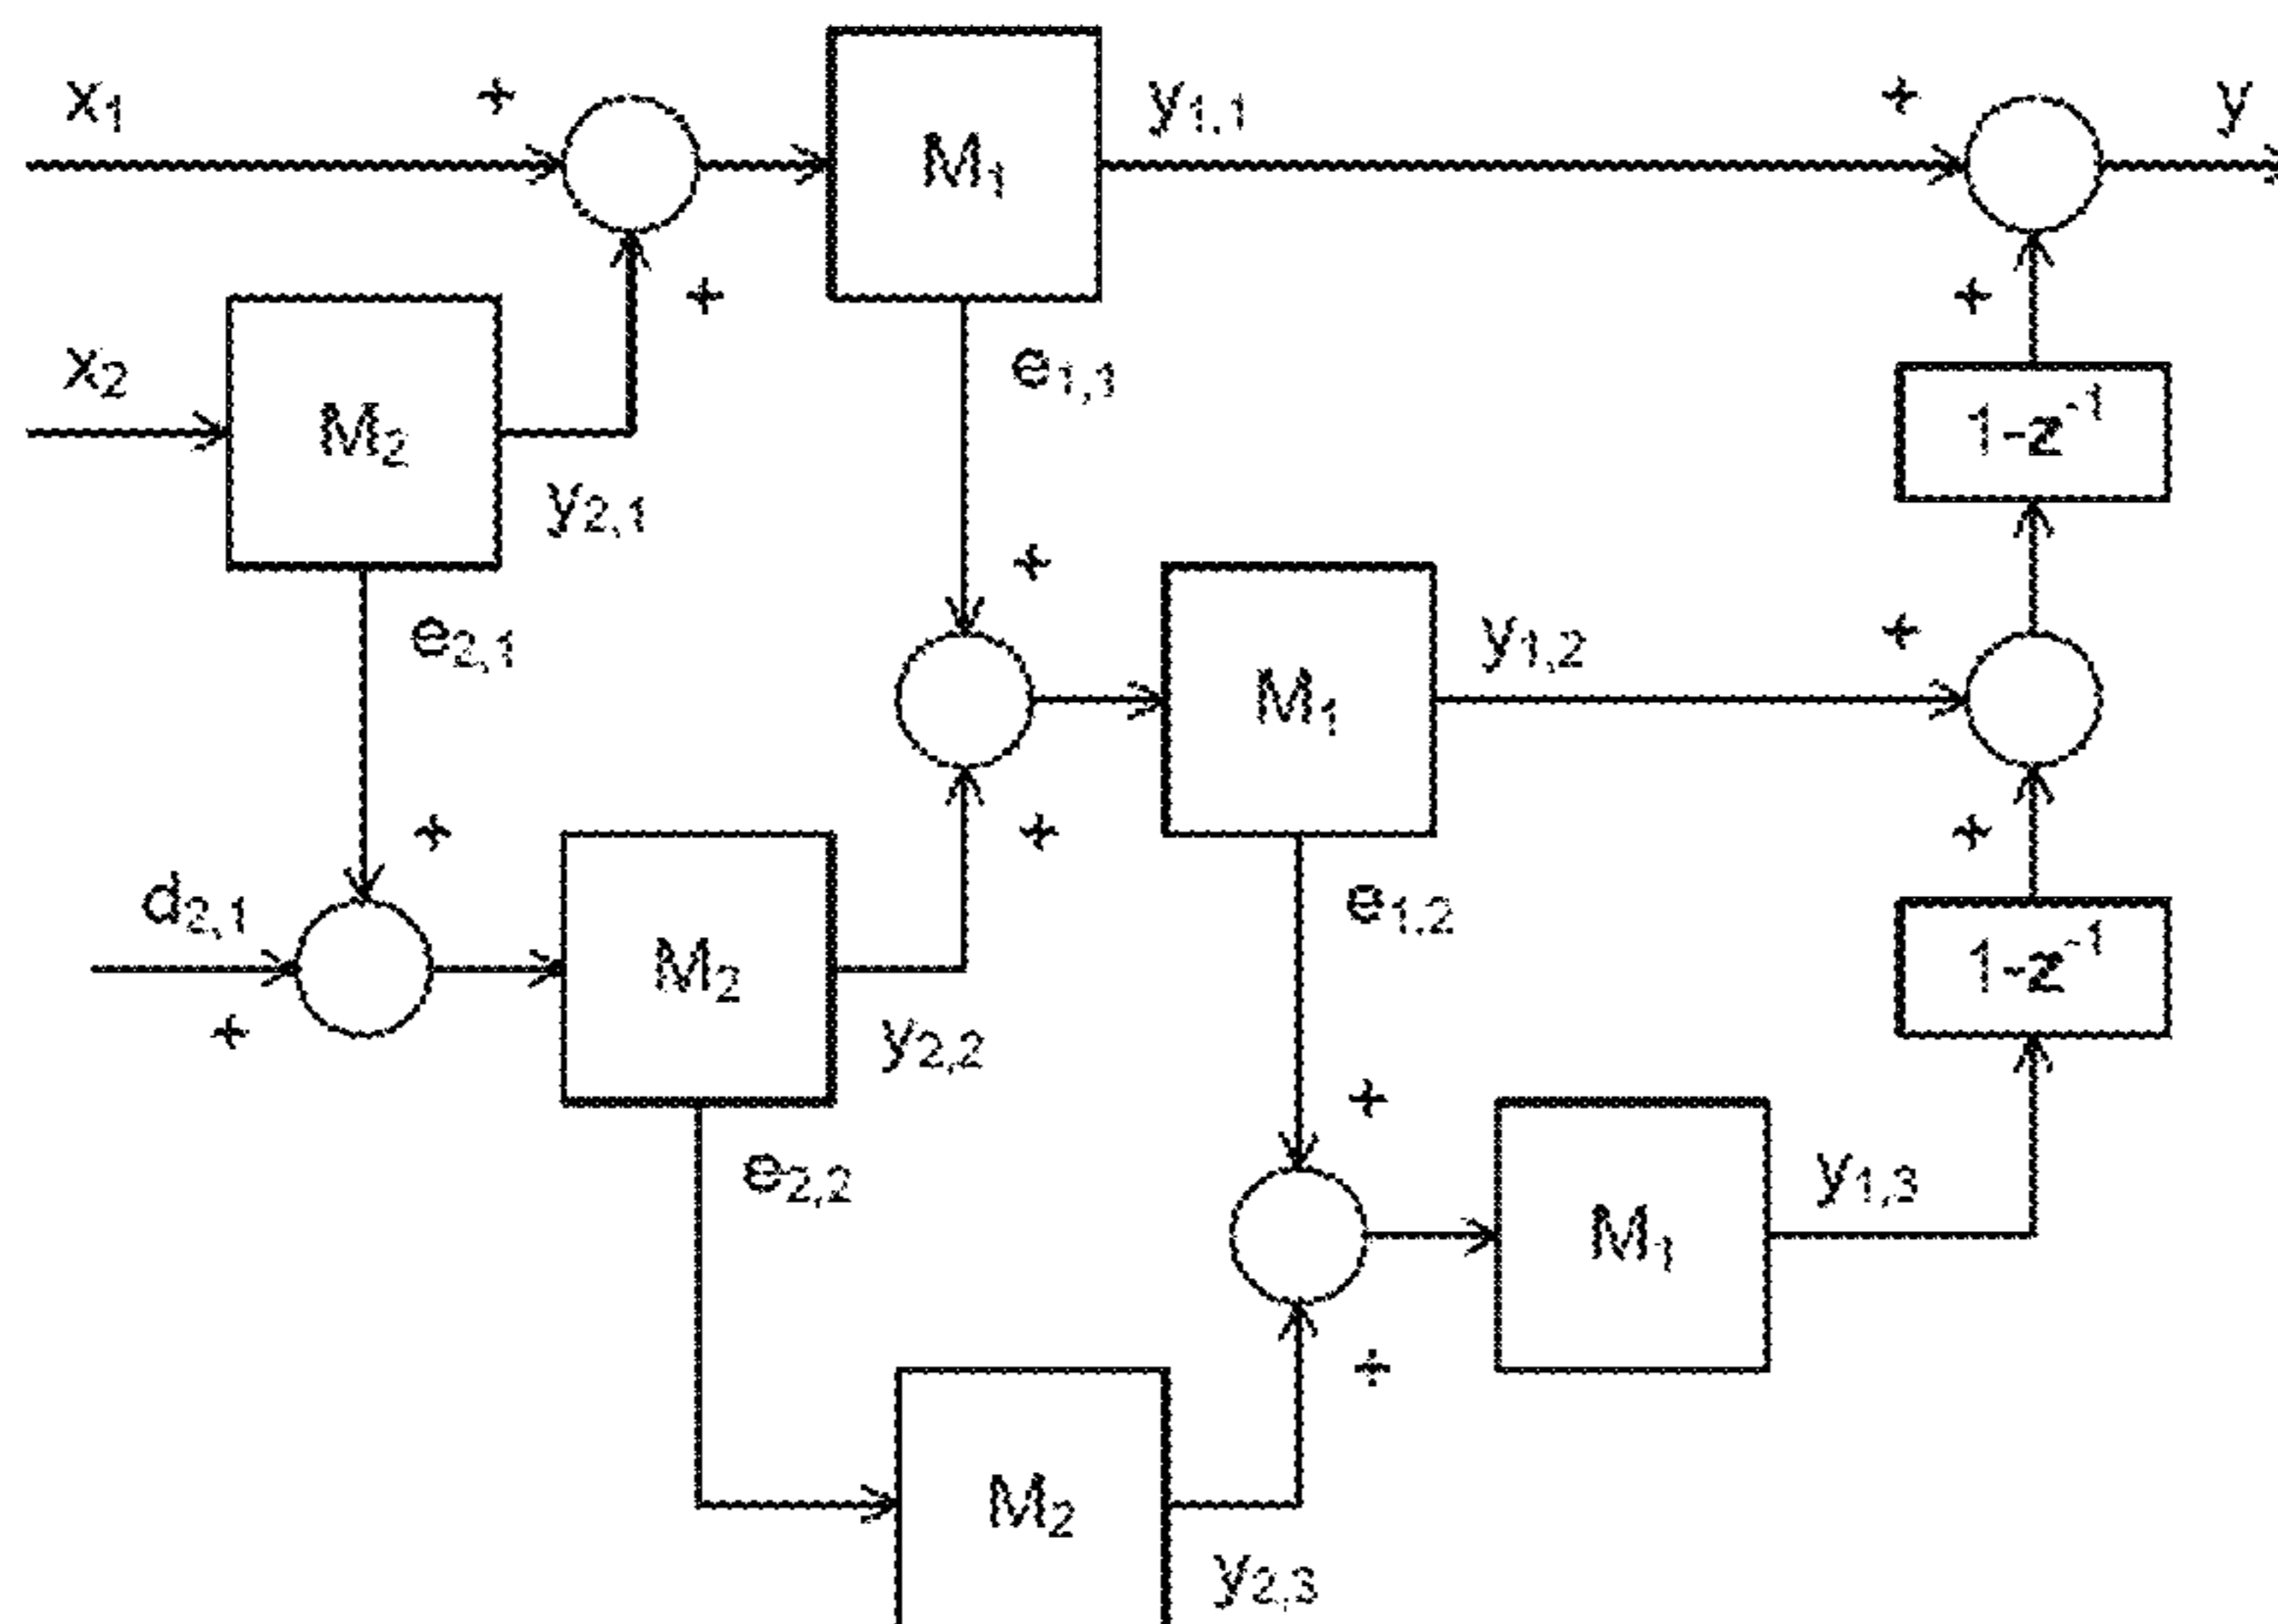 x₁ + M₁ y₁,₁ + y
+ +
x₂ M₂ e₁,₁ 1-z⁻¹
y₂,₁
+
e₂,₁ M₁ y₁,₂ +
+ + +
d₂,₁ M₂ e₁,₂ 1-z⁻¹
+ y₂,₂
+
e₂,₂ M₁ y₁,₃
+
M₂
y₂,₃